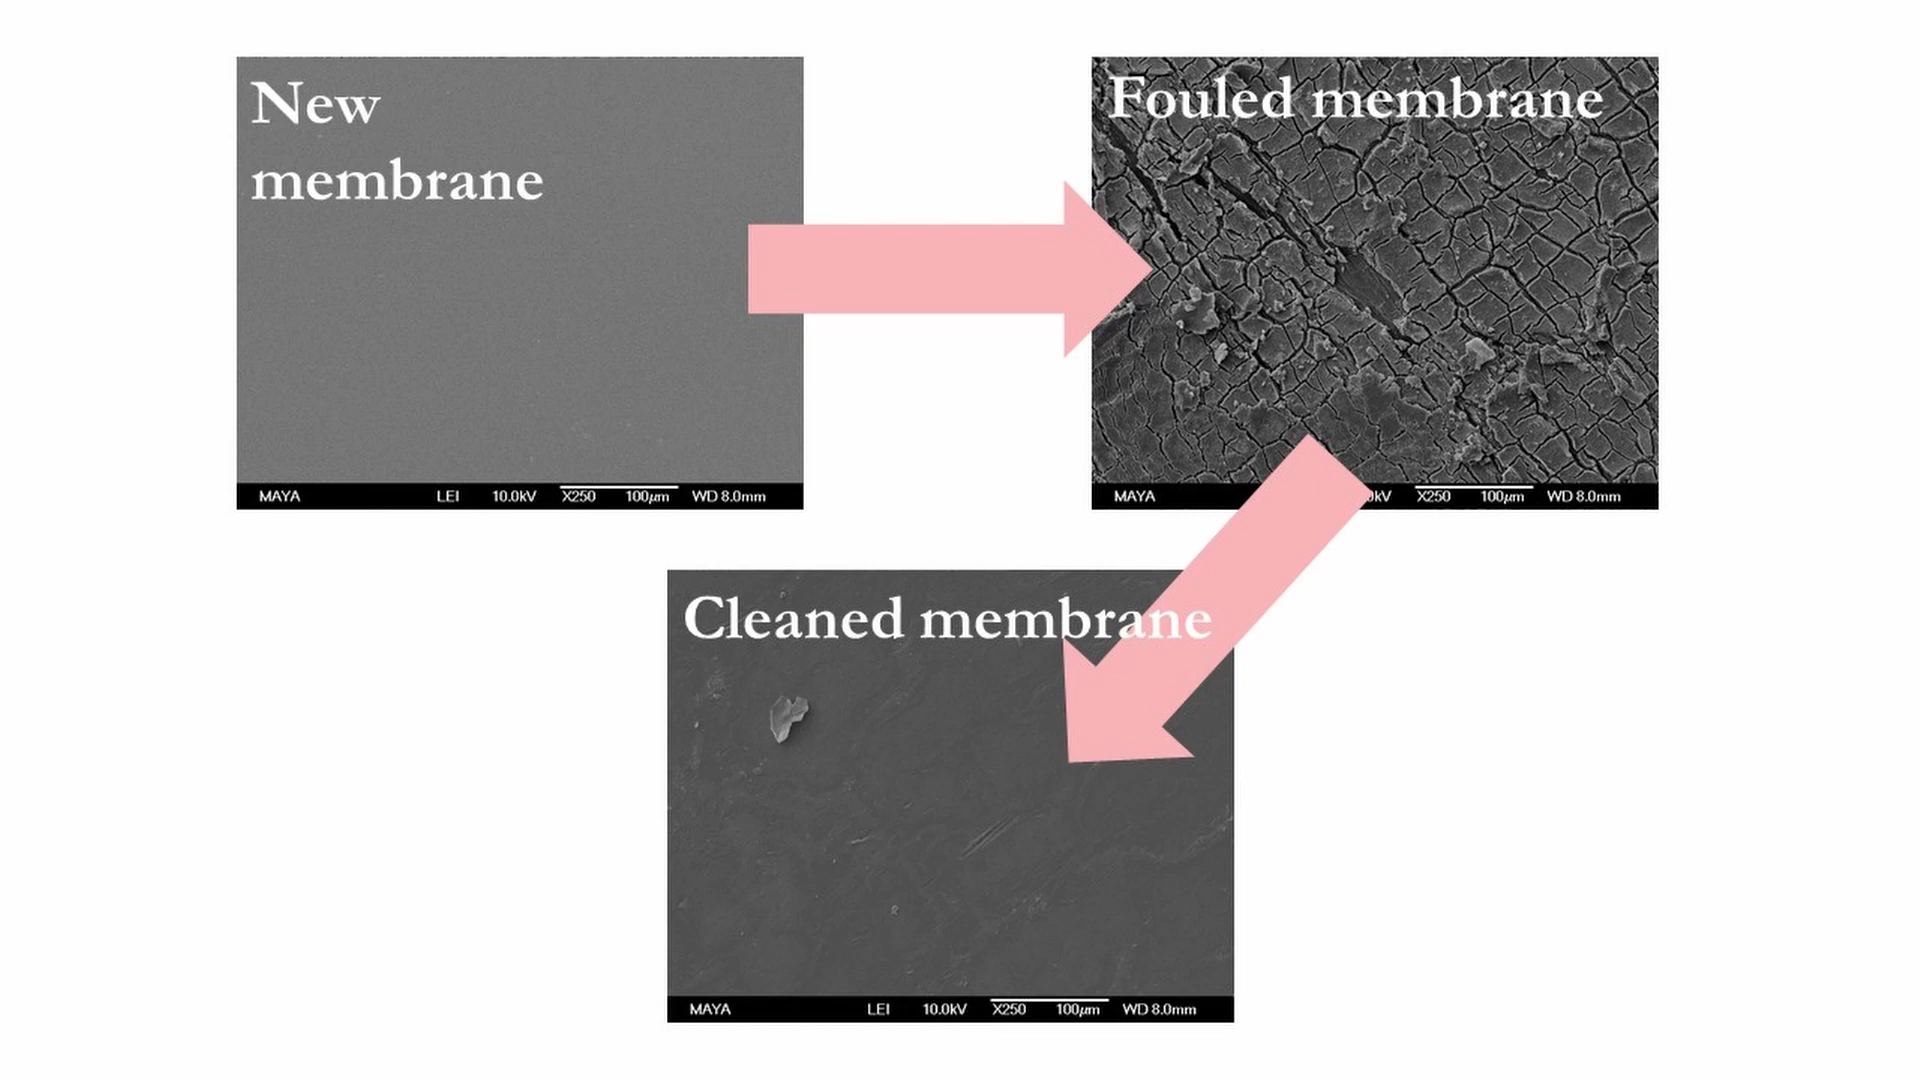 New
membrane
Fouled membrane
MAYA LEI 10.0kV X250 100µm WD 8.0mm
MAYA kV X250 100µm WD 8.0mm
Cleaned membrane
MAYA LEI 10.0kV X250 100µm WD 8.0mm